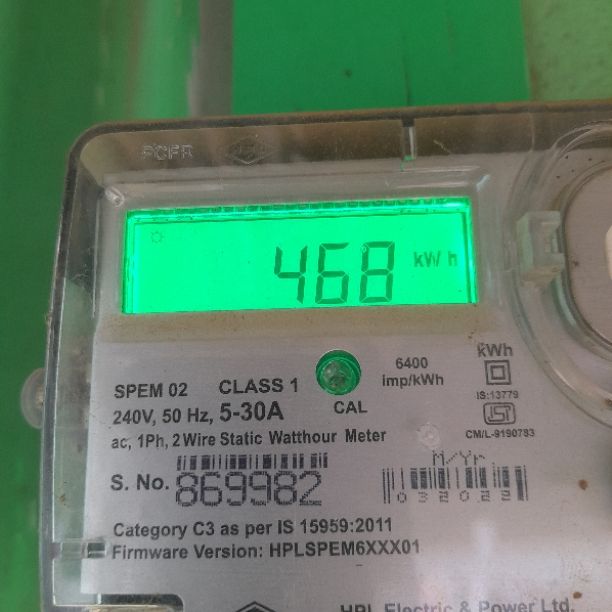 468 kWh
6400
imp/kWh
kWh
SPEM 02 CLASS 1
IS:13779
240V, 50 Hz, 5-30A
CAL
CM/L-9190783
ac, 1Ph, 2 Wire Static Watthour Meter
M/Yr
S. No. 869982
Category C3 as per IS 15959:2011
Firmware Version: HPLSPEM6XXX01
HPL Electric & Power Ltd.